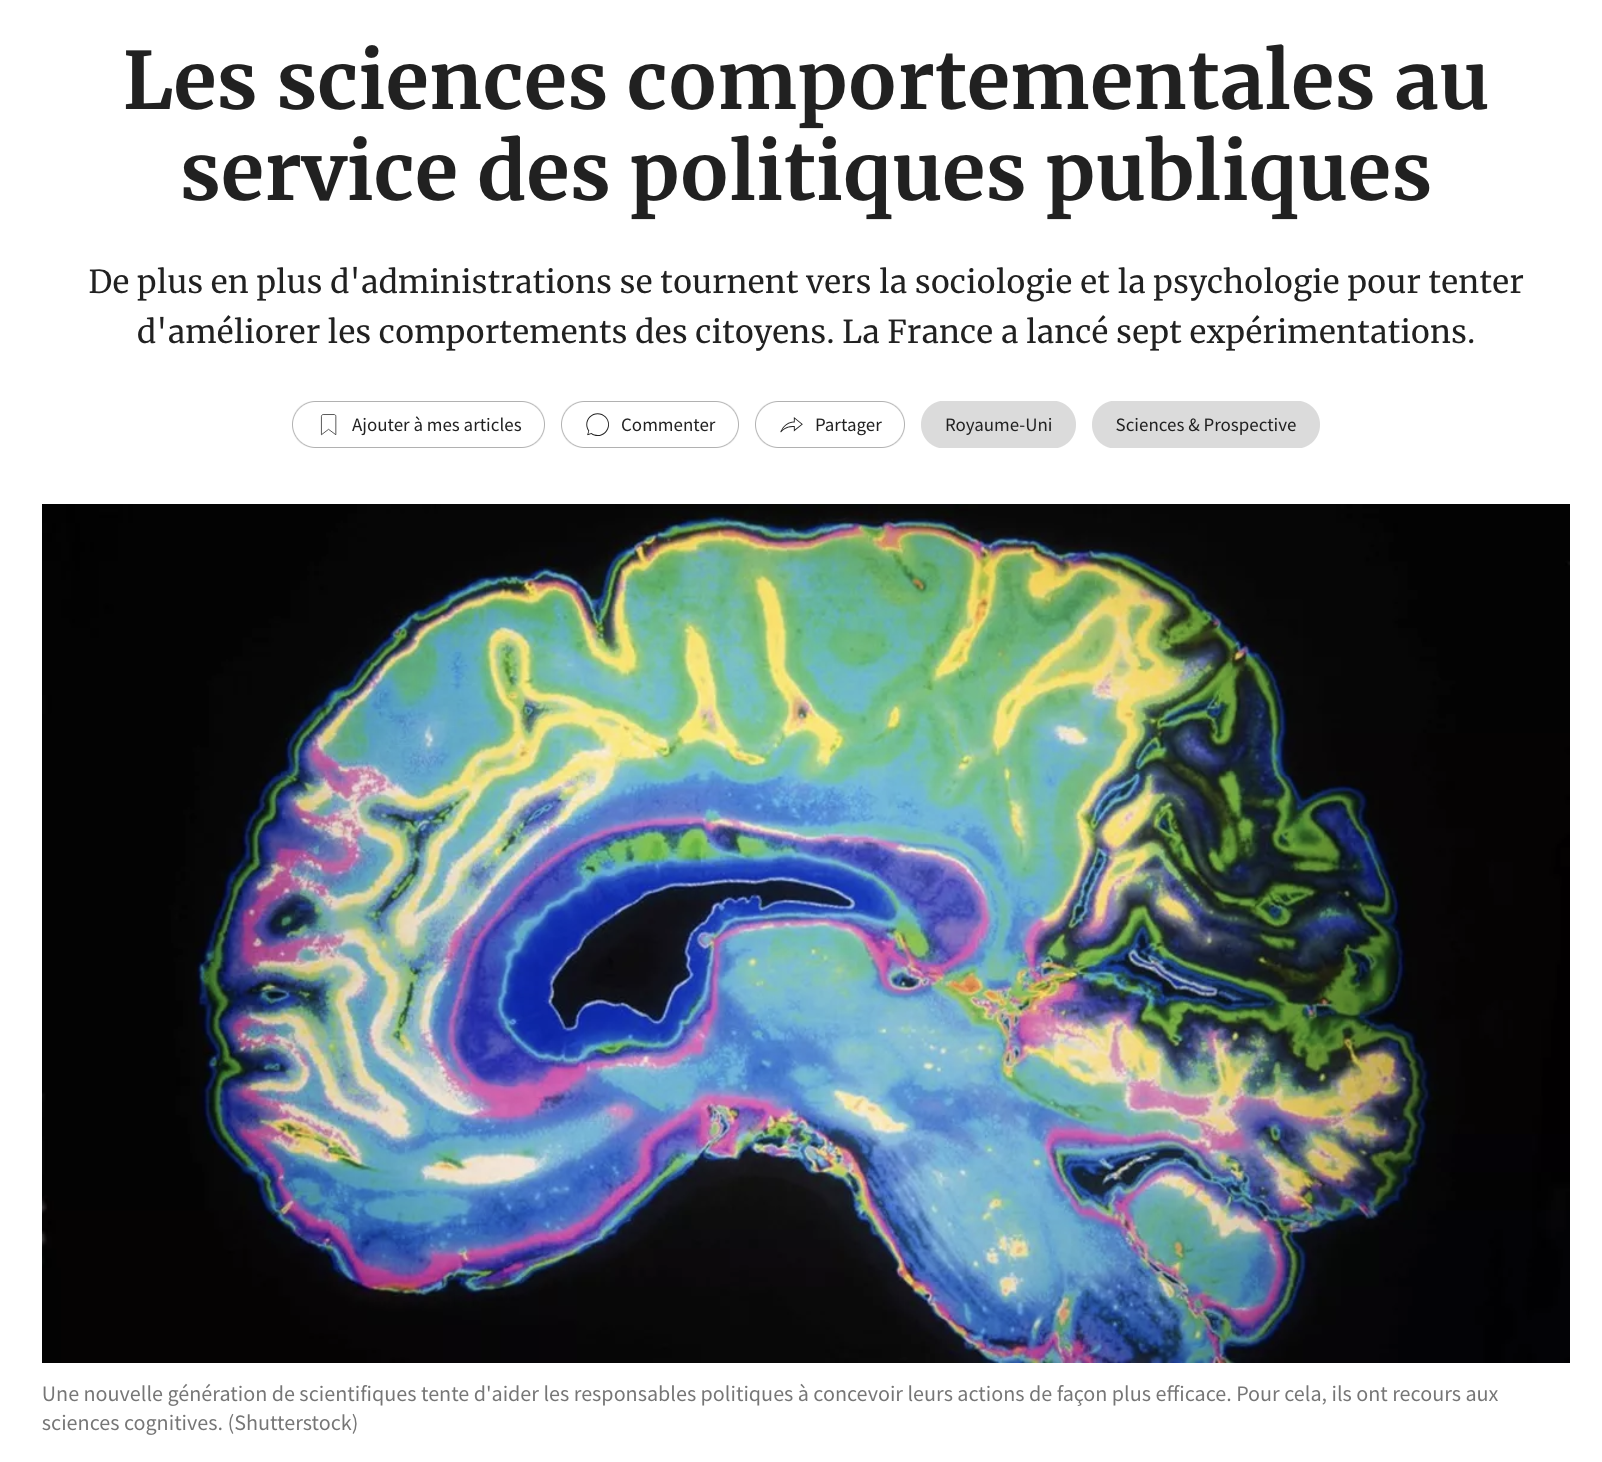 Les sciences comportementales au
service des politiques publiques
De plus en plus d'administrations se tournent vers la sociologie et la psychologie pour tenter
d'améliorer les comportements des citoyens. La France a lancé sept expérimentations.
Ajouter à mes articles Commenter Partager Royaume-Uni Sciences & Prospective
Une nouvelle génération de scientifiques tente d'aider les responsables politiques à concevoir leurs actions de façon plus efficace. Pour cela, ils ont recours aux
sciences cognitives. (Shutterstock)